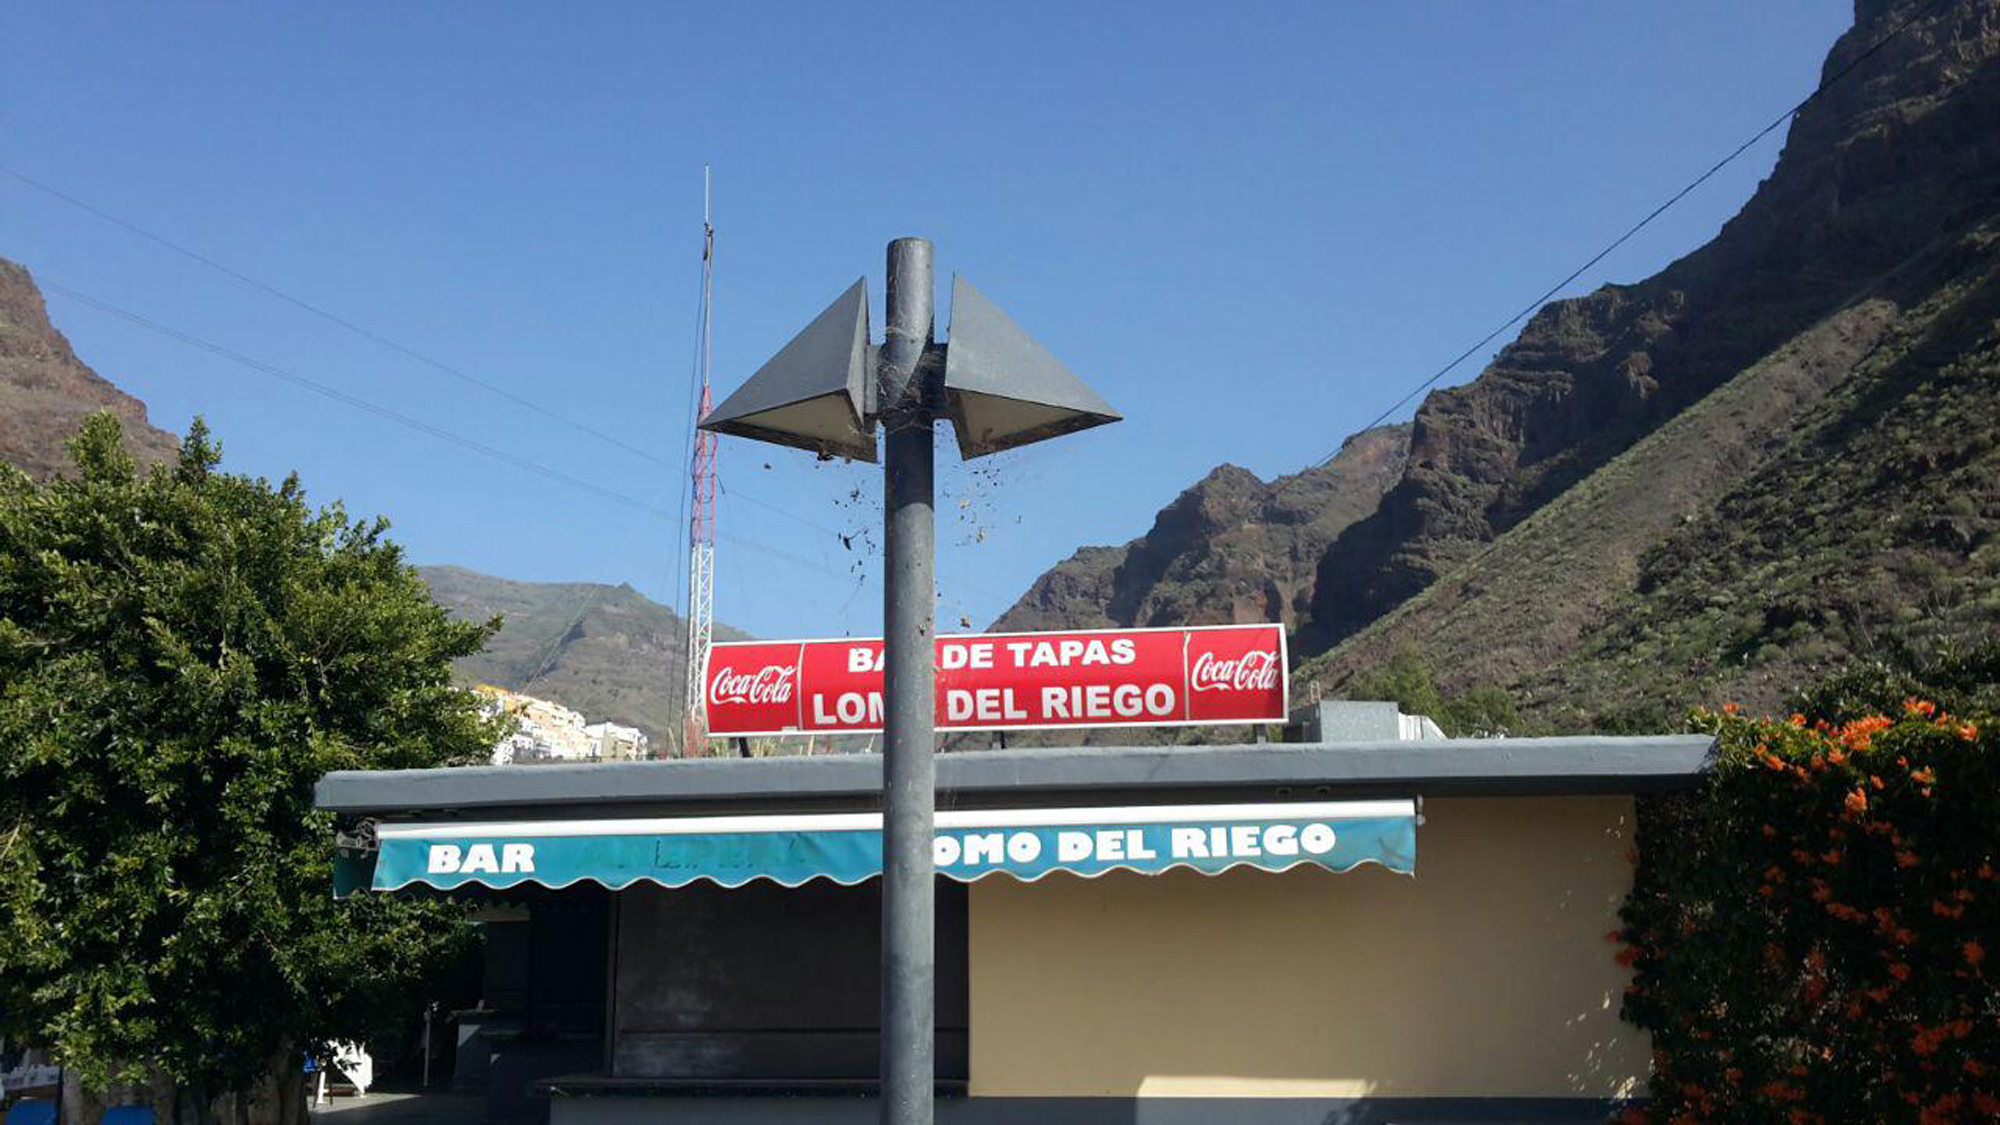 Coca-Cola
BA DE TAPAS
LOM DEL RIEGO
Coca-Cola
BAR OMO DEL RIEGO